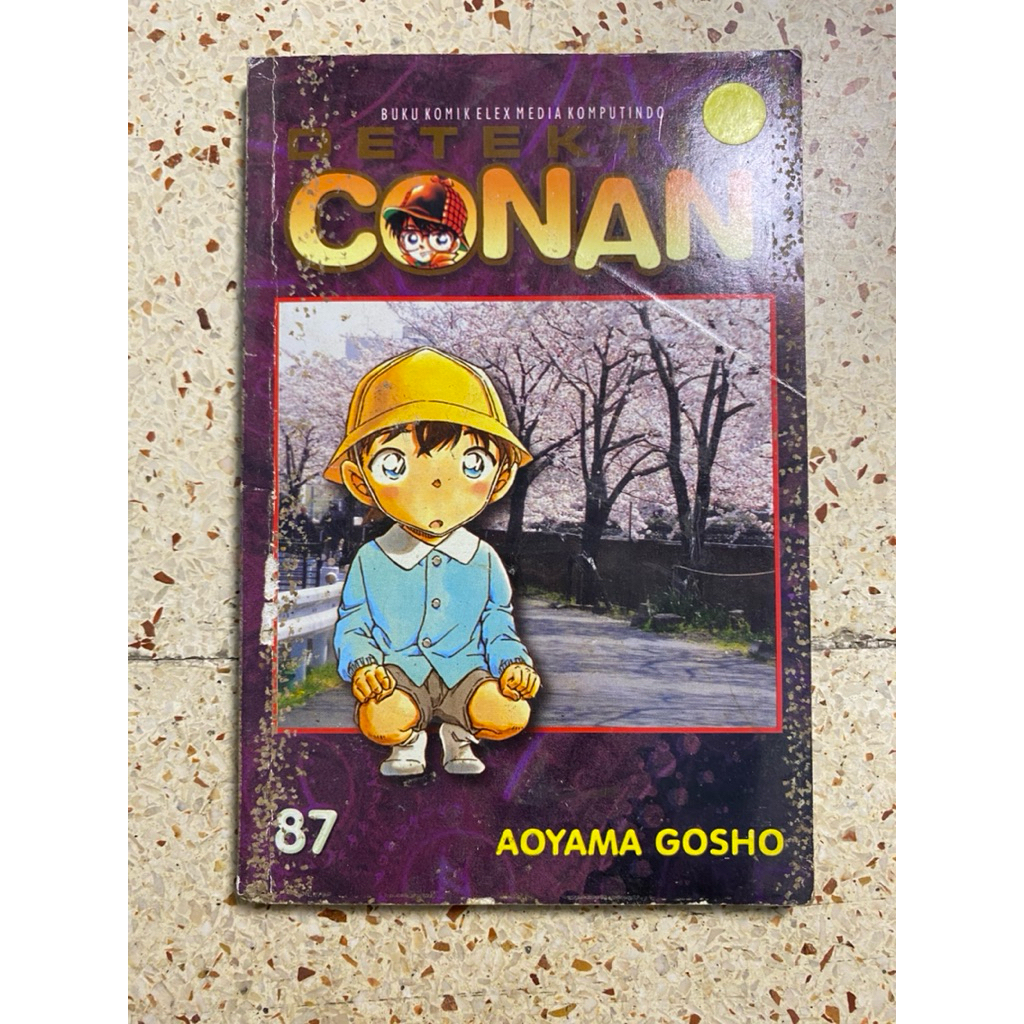 BUKU KOMIK ELEX MEDIA KOMPUTINDO
DETEKTIF
CONAN
87
AOYAMA GOSHO